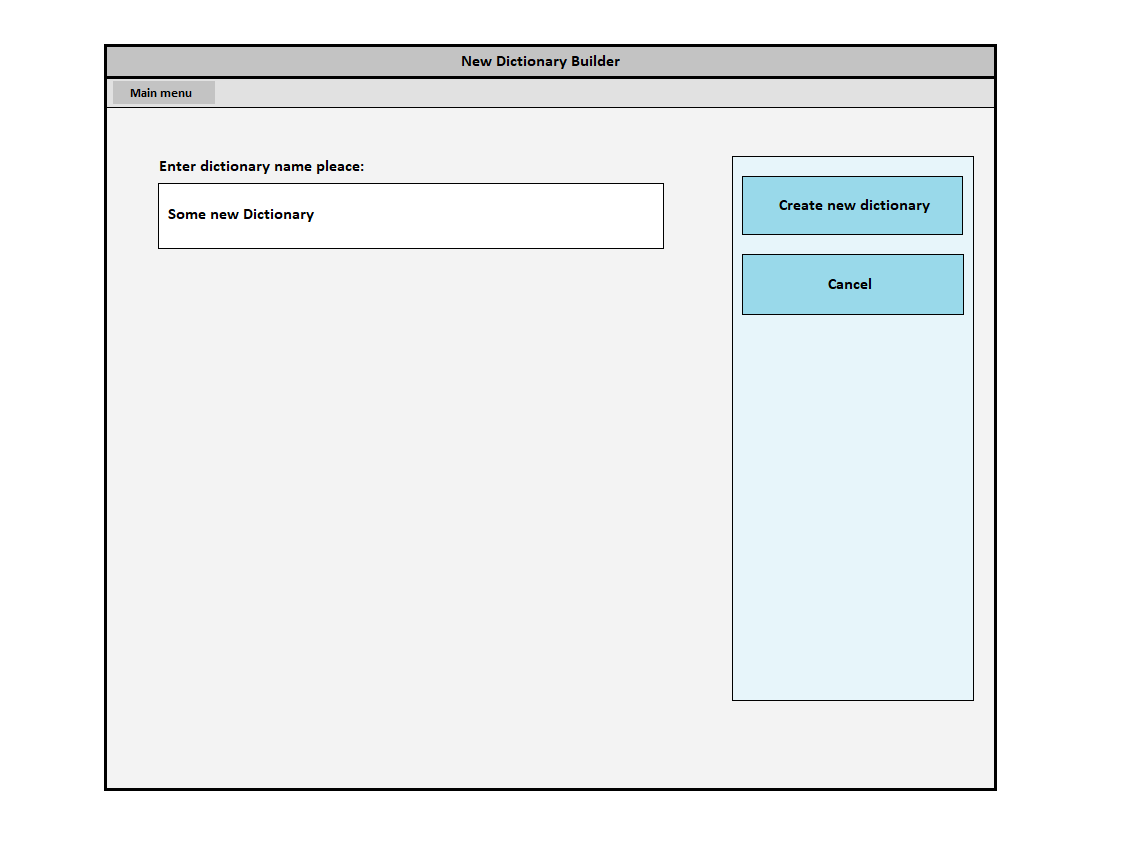 New Dictionary Builder
Main menu
Enter dictionary name pleace:
Some new Dictionary
Create new dictionary
Cancel